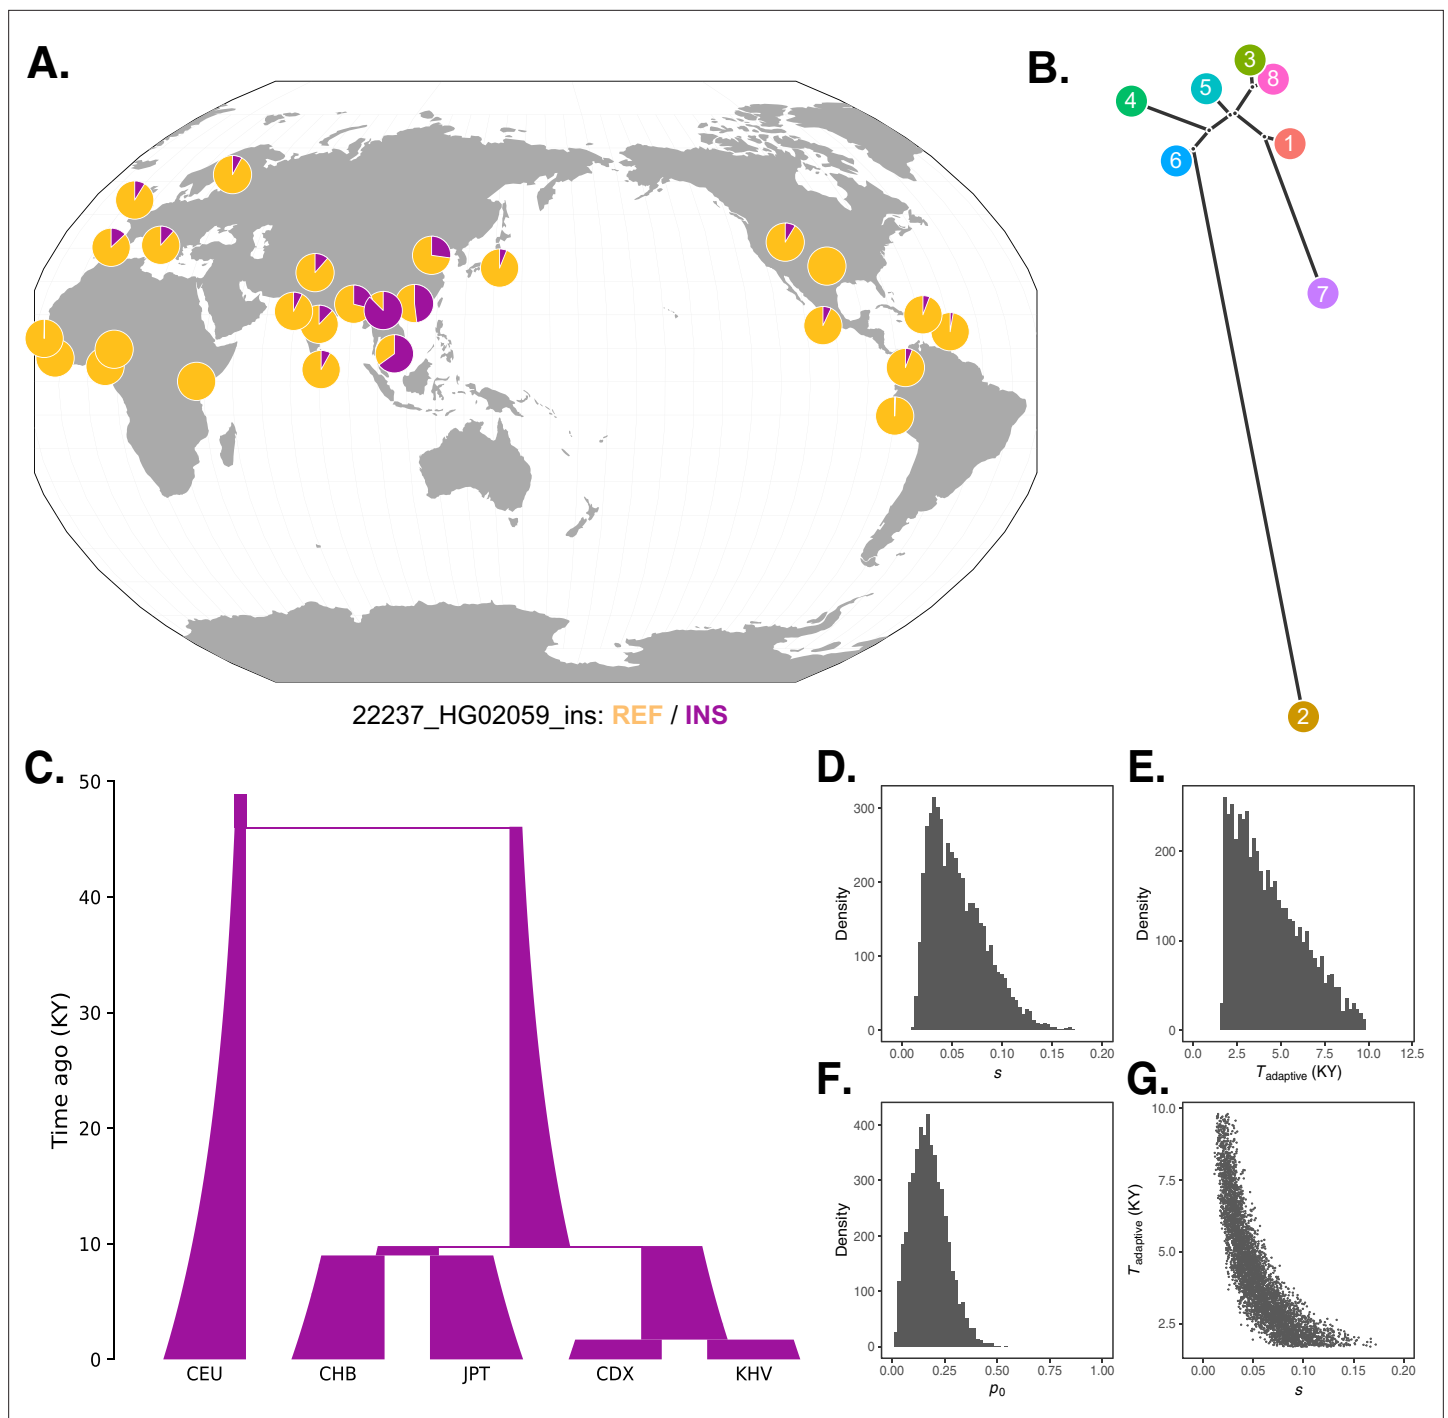 A.
22237_HG02059_ins: REF / INS
B.
3
8
5
4
1
6
7
2
C.
50
40
30
20
10
0
Time ago (KY)
CEU CHB JPT CDX KHV
D.
300
200
100
0
Density
0.00 0.05 0.10 0.15 0.20
s
E.
200
100
0
Density
0.0 2.5 5.0 7.5 10.0 12.5
Tadaptive (KY)
F.
400
300
200
100
0
Density
0.00 0.25 0.50 0.75 1.00
p0
G.
10.0
7.5
5.0
2.5
Tadaptive (KY)
0.00 0.05 0.10 0.15 0.20
s